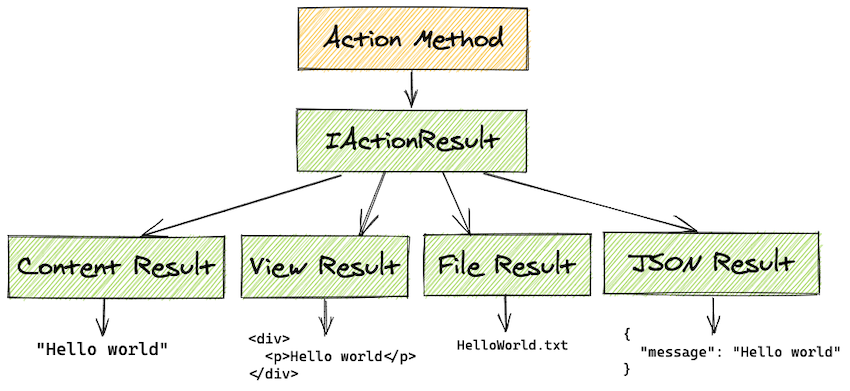 Action Method
IActionResult
Content Result
View Result
File Result
JSON Result
"Hello world"
<div>
<p>Hello world</p>
</div>
HelloWorld.txt
{
"message": "Hello world"
}